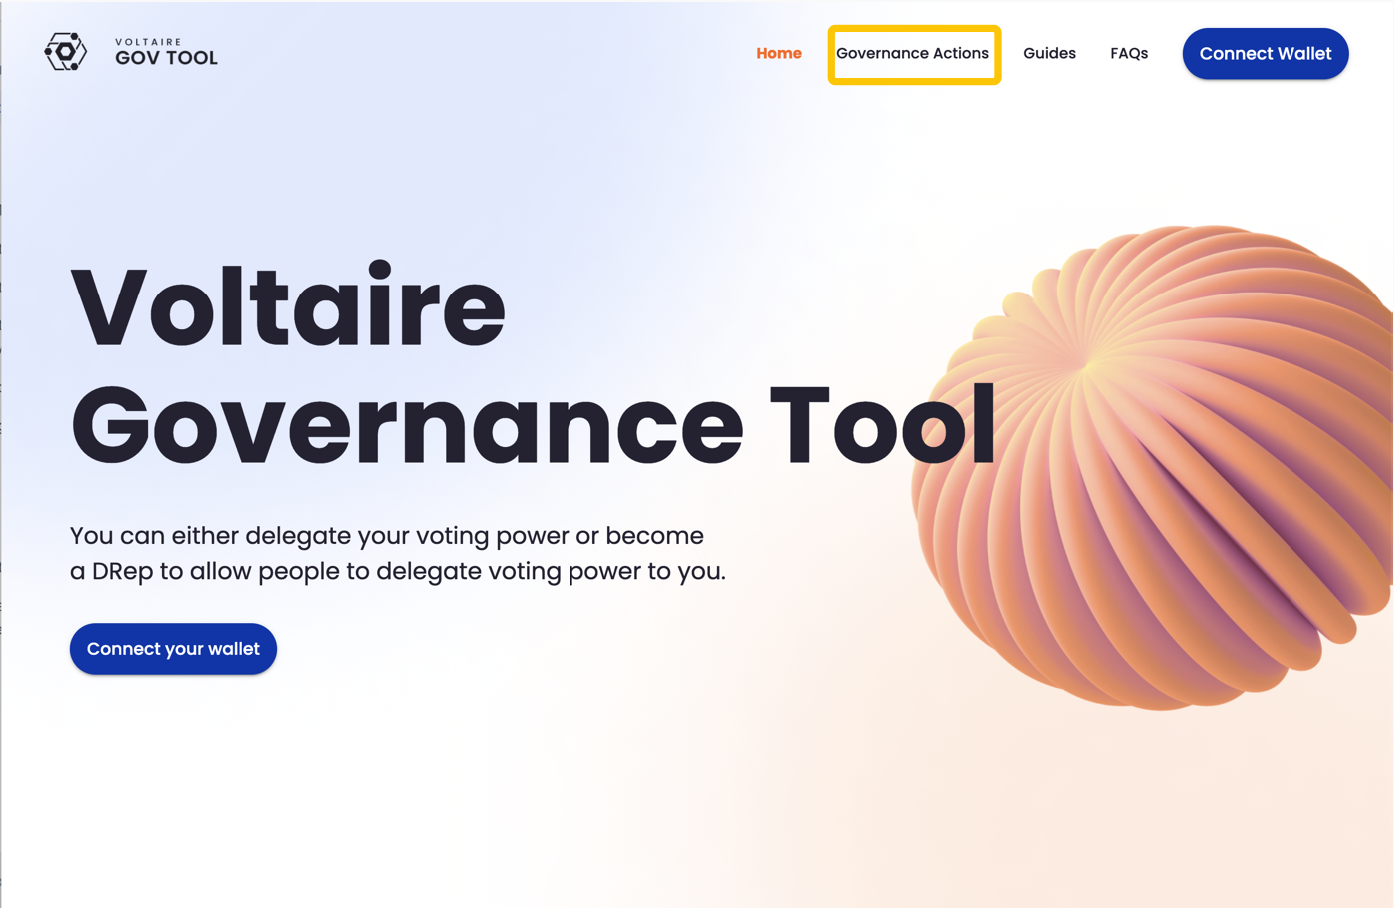 VOLTAIRE
GOV TOOL
Home
Governance Actions
Guides
FAQs
Connect Wallet
Voltaire
Governance Tool
You can either delegate your voting power or become
a DRep to allow people to delegate voting power to you.
Connect your wallet